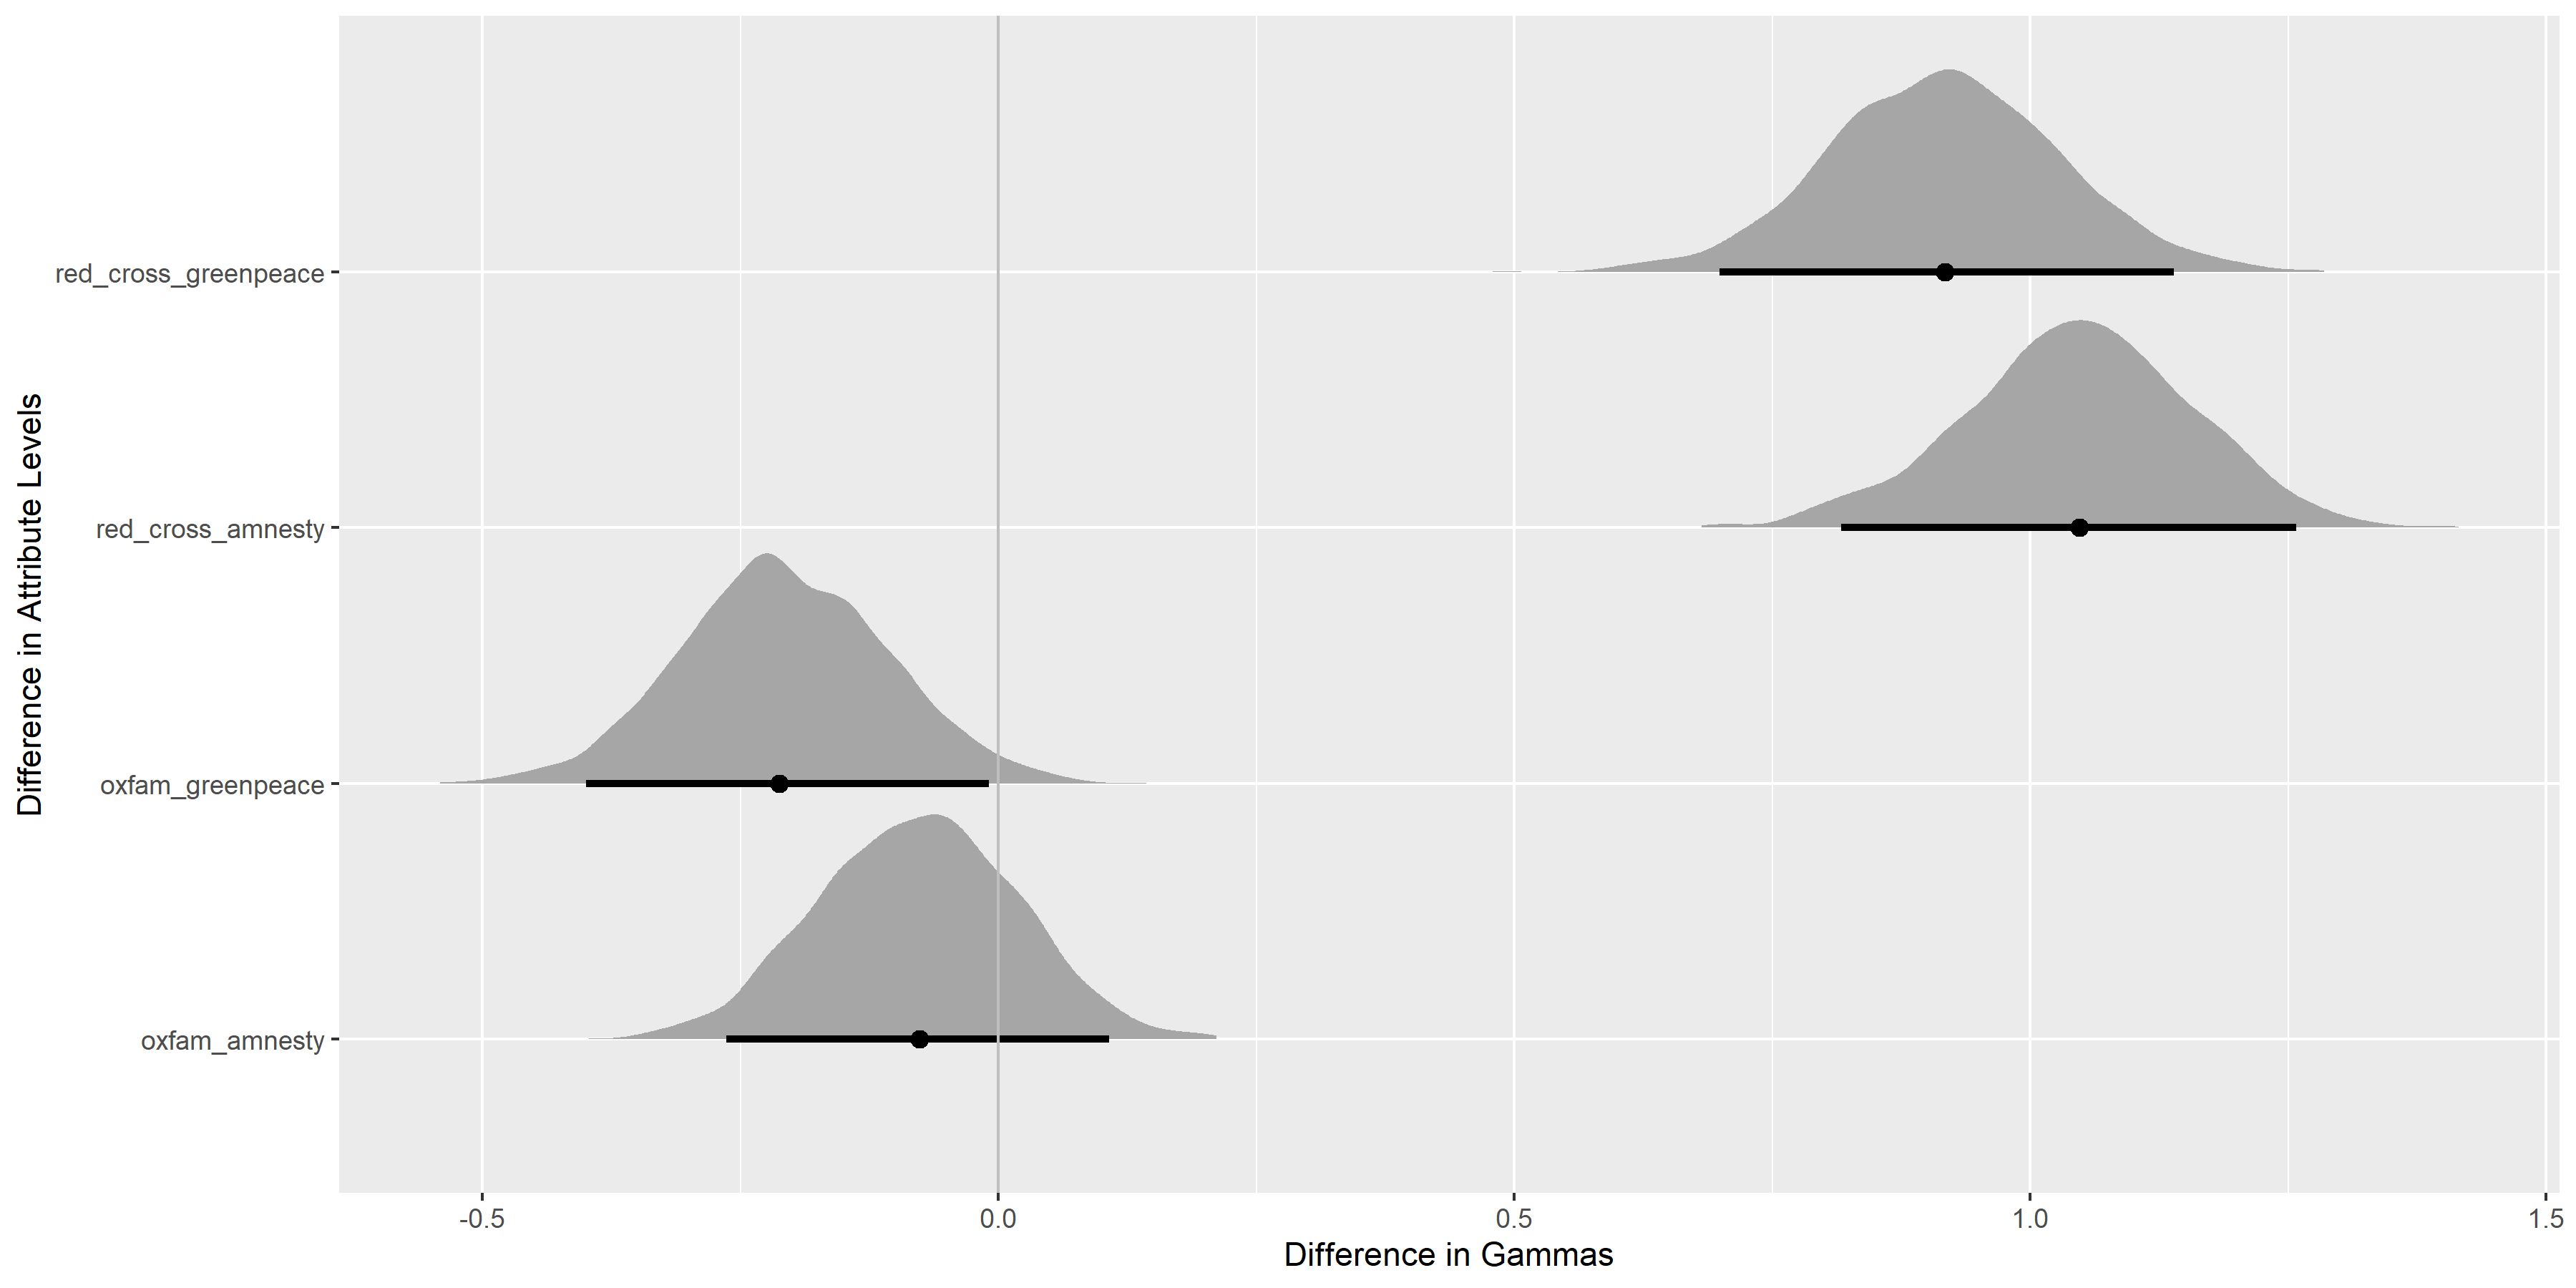 Difference in Attribute Levels
red_cross_greenpeace
red_cross_amnesty
oxfam_greenpeace
oxfam_amnesty
-0.5
0.0
0.5
1.0
1.5
Difference in Gammas